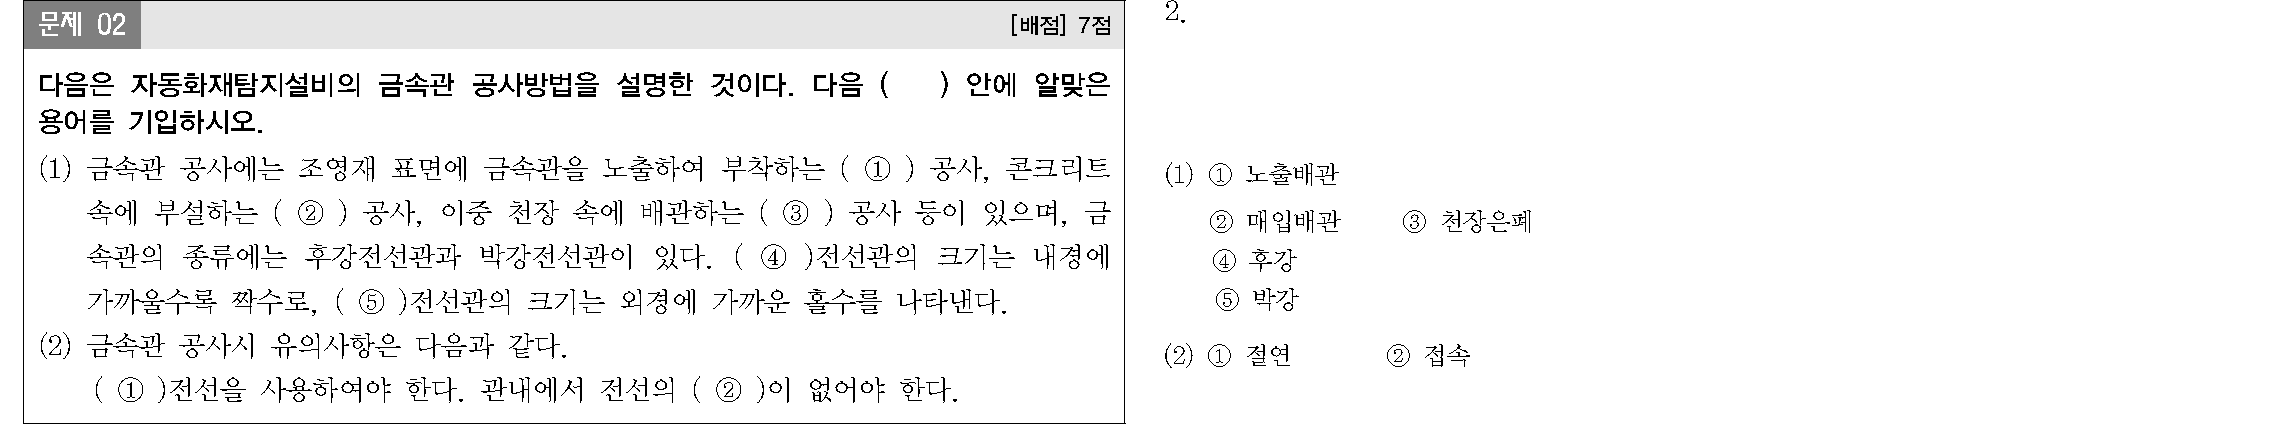 문제 02
[배점] 7점
다음은 자동화재탐지설비의 금속관 공사방법을 설명한 것이다. 다음 (    ) 안에 알맞은
용어를 기입하시오.
(1) 금속관 공사에는 조영재 표면에 금속관을 노출하여 부착하는 ( ① ) 공사, 콘크리트
속에 부설하는 ( ② ) 공사, 이중 천장 속에 배관하는 ( ③ ) 공사 등이 있으며, 금
속관의 종류에는 후강전선관과 박강전선관이 있다. ( ④ )전선관의 크기는 내경에
가까울수록 짝수로, ( ⑤ )전선관의 크기는 외경에 가까운 홀수를 나타낸다.
(2) 금속관 공사시 유의사항은 다음과 같다.
( ① )전선을 사용하여야 한다. 관내에서 전선의 ( ② )이 없어야 한다.
2.
(1) ① 노출배관
② 매입배관 ③ 천장은폐
④ 후강
⑤ 박강
(2) ① 절연 ② 접속